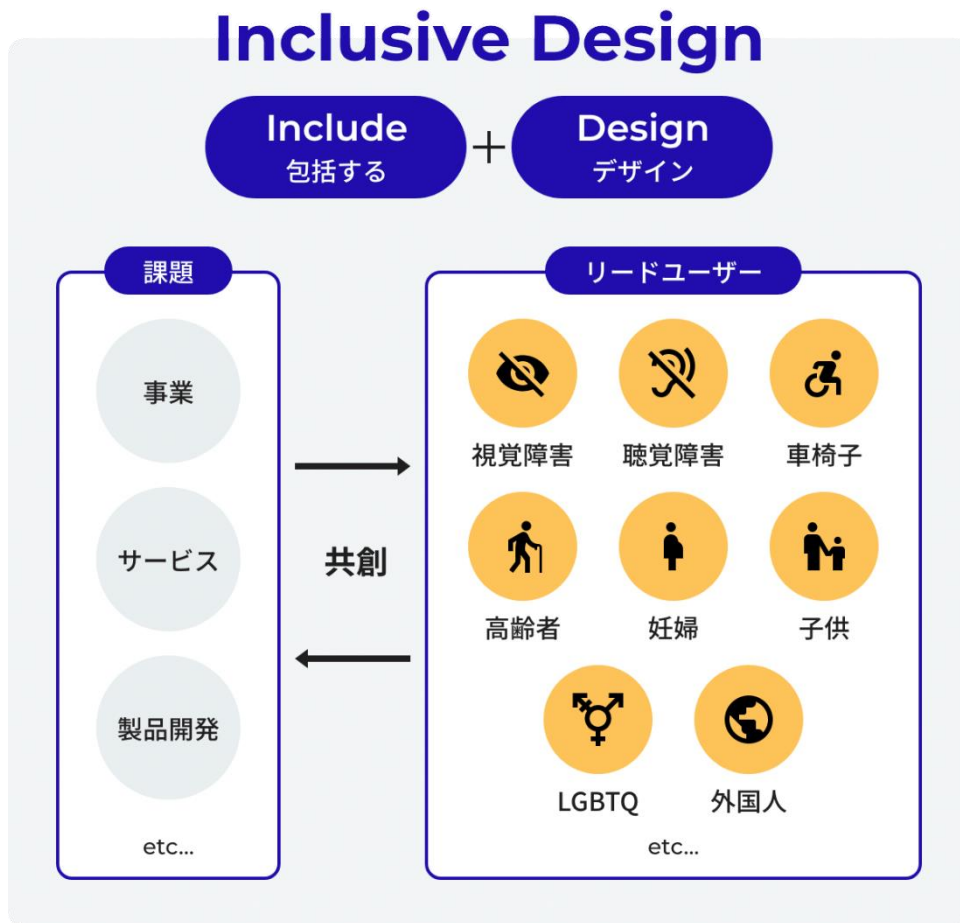 Inclusive Design
Include
包括する
+
Design
デザイン
課題
事業
サービス
製品開発
etc...
共創
リードユーザー
視覚障害
聴覚障害
車椅子
高齢者
妊婦
子供
LGBTQ
外国人
etc...